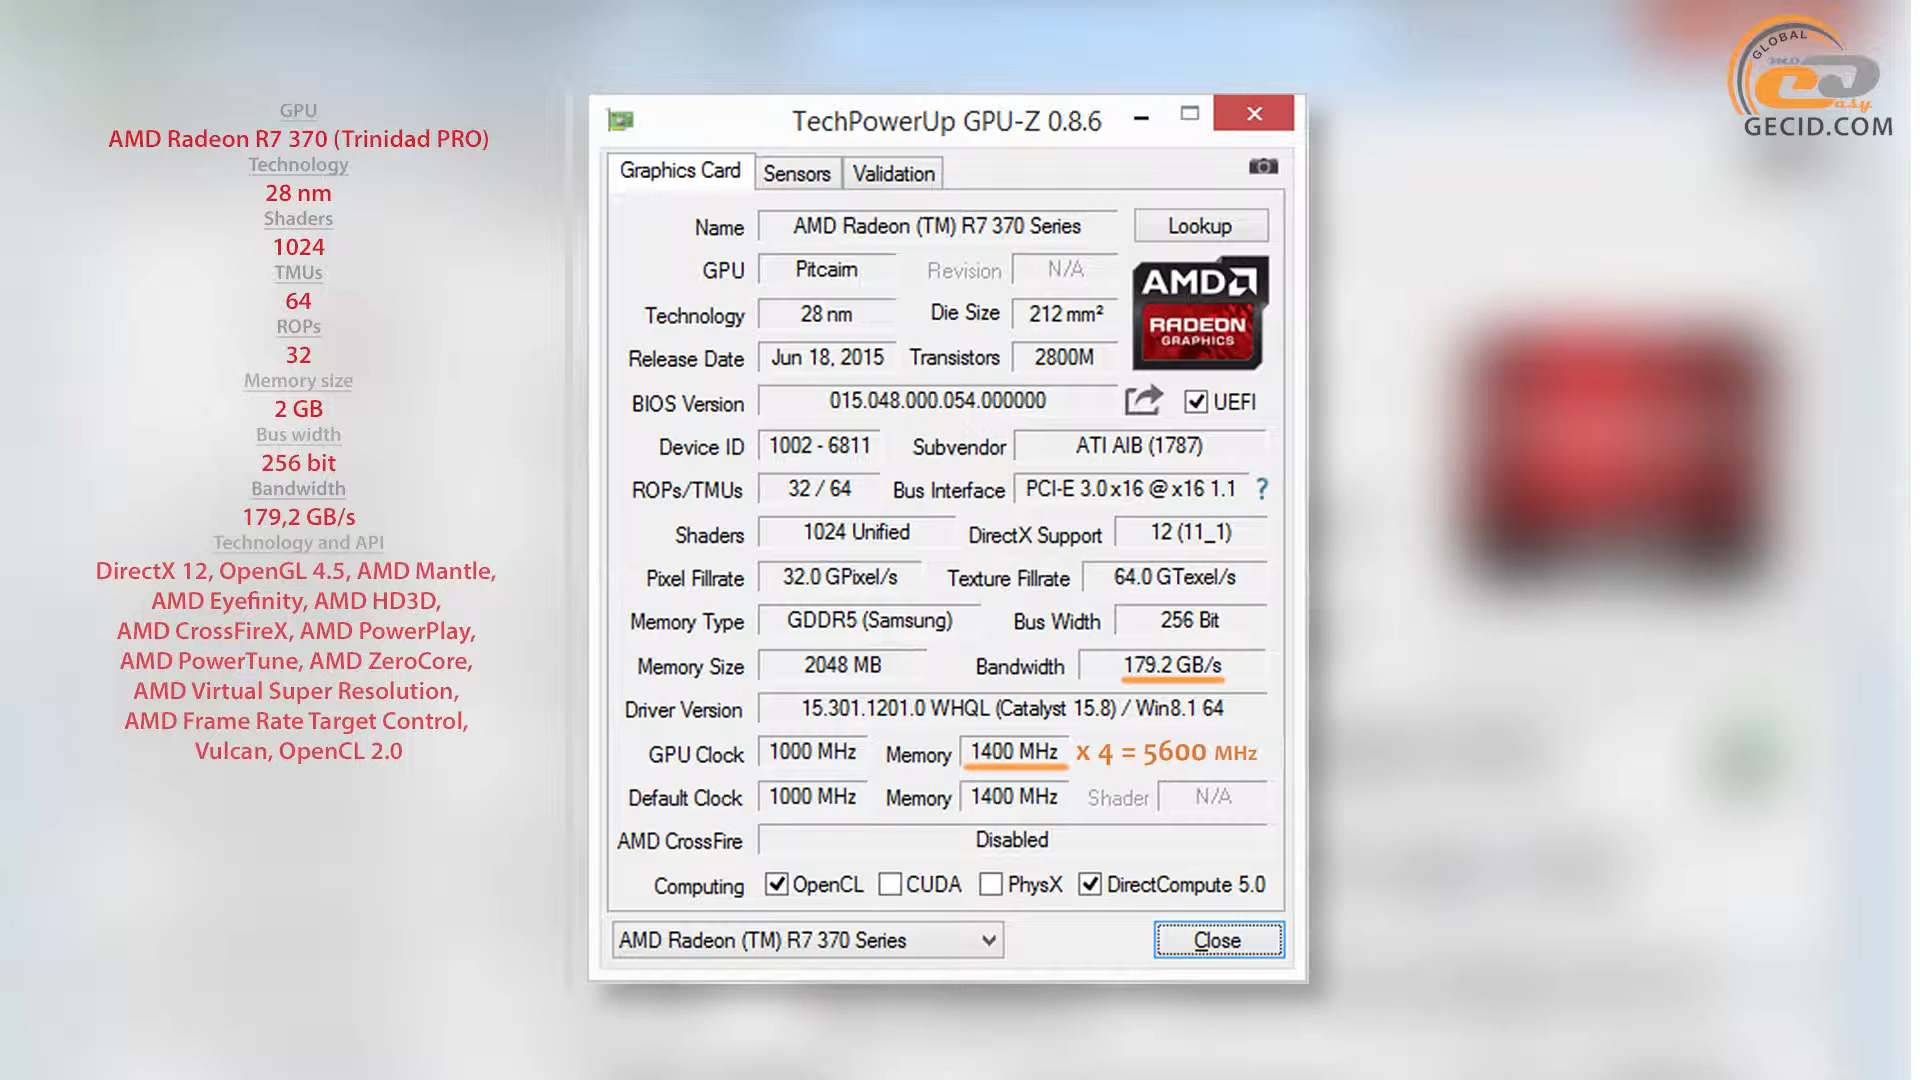 GPU
AMD Radeon R7 370 (Trinidad PRO)
Technology
28 nm
Shaders
1024
TMUs
64
ROPs
32
Memory size
2 GB
Bus width
256 bit
Bandwidth
179,2 GB/s
Technology and API
DirectX 12, OpenGL 4.5, AMD Mantle,
AMD Eyefinity, AMD HD3D,
AMD CrossFireX, AMD PowerPlay,
AMD PowerTune, AMD ZeroCore,
AMD Virtual Super Resolution,
AMD Frame Rate Target Control,
Vulcan, OpenCL 2.0
TechPowerUp GPU-Z 0.8.6
Graphics Card Sensors Validation
Name AMD Radeon (TM) R7 370 Series Lookup
GPU Pitcairn Revision N/A
Technology 28 nm Die Size 212 mm²
Release Date Jun 18, 2015 Transistors 2800M
BIOS Version 015.048.000.054.000000 UEFI
Device ID 1002 - 6811 Subvendor ATI AIB (1787)
ROPs/TMUs 32 / 64 Bus Interface PCI-E 3.0 x16 @ x16 1.1 ?
Shaders 1024 Unified DirectX Support 12 (11_1)
Pixel Fillrate 32.0 GPixel/s Texture Fillrate 64.0 GTexel/s
Memory Type GDDR5 (Samsung) Bus Width 256 Bit
Memory Size 2048 MB Bandwidth 179.2 GB/s
Driver Version 15.301.1201.0 WHQL (Catalyst 15.8) / Win8.1 64
GPU Clock 1000 MHz Memory 1400 MHz x 4 = 5600 MHz
Default Clock 1000 MHz Memory 1400 MHz Shader N/A
AMD CrossFire Disabled
Computing OpenCL CUDA PhysX DirectCompute 5.0
AMD Radeon (TM) R7 370 Series Close
AMD
RADEON
GRAPHICS
GLOBAL
easy
GECID.COM